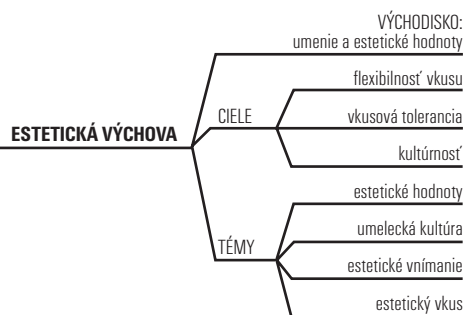 VÝCHODISKO:
umenie a estetické hodnoty
flexibilnosť vkusu
CIELE
vkusová tolerancia
ESTETICKÁ VÝCHOVA
kultúrnosť
estetické hodnoty
umelecká kultúra
TÉMY
estetické vnímanie
estetický vkus